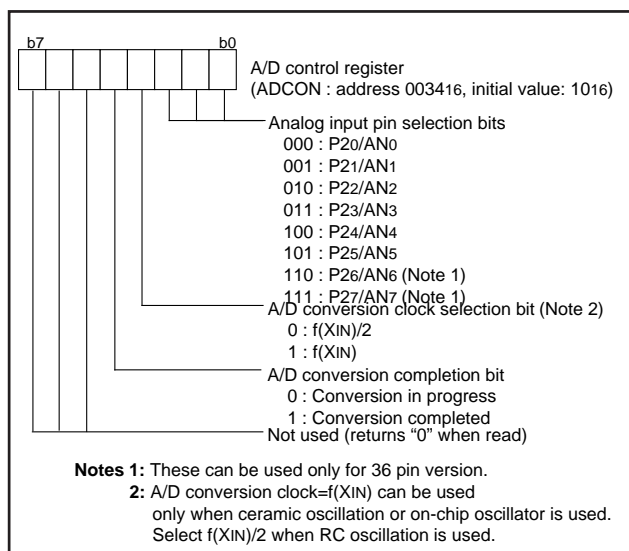 b7 b0
A/D control register
(ADCON : address 003416, initial value: 1016)
Analog input pin selection bits
000 : P20/AN0
001 : P21/AN1
010 : P22/AN2
011 : P23/AN3
100 : P24/AN4
101 : P25/AN5
110 : P26/AN6 (Note 1)
111 : P27/AN7 (Note 1)
A/D conversion clock selection bit (Note 2)
0 : f(XIN)/2
1 : f(XIN)
A/D conversion completion bit
0 : Conversion in progress
1 : Conversion completed
Not used (returns “0” when read)
Notes 1: These can be used only for 36 pin version.
2: A/D conversion clock=f(XIN) can be used
only when ceramic oscillation or on-chip oscillator is used.
Select f(XIN)/2 when RC oscillation is used.